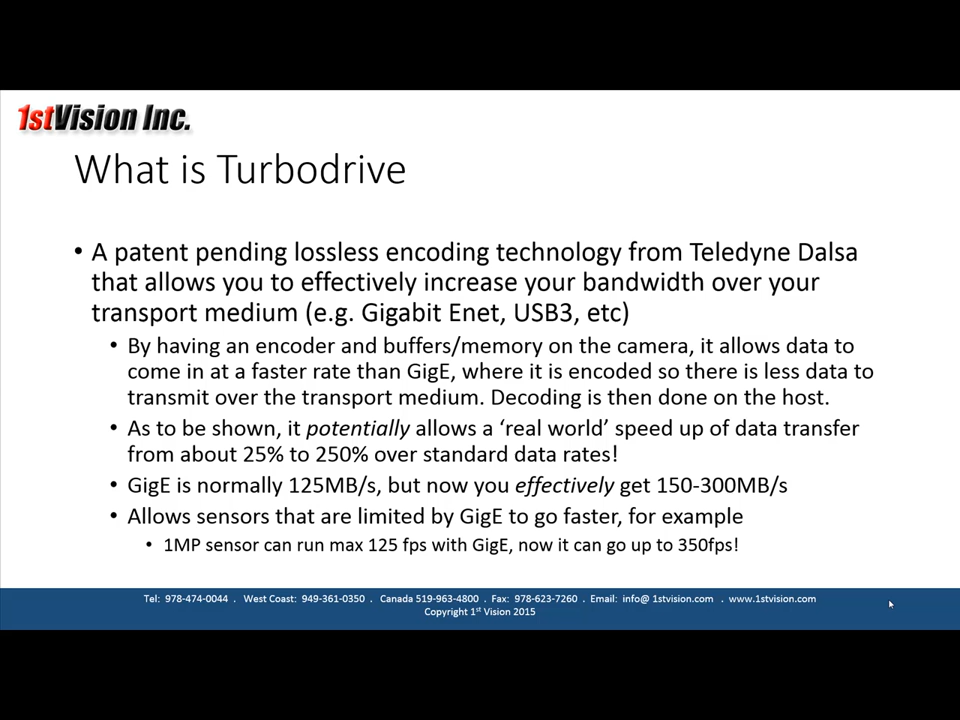 1stVision Inc.
What is Turbodrive
• A patent pending lossless encoding technology from Teledyne Dalsa
that allows you to effectively increase your bandwidth over your
transport medium (e.g. Gigabit Enet, USB3, etc)
• By having an encoder and buffers/memory on the camera, it allows data to
come in at a faster rate than GigE, where it is encoded so there is less data to
transmit over the transport medium. Decoding is then done on the host.
• As to be shown, it potentially allows a ‘real world’ speed up of data transfer
from about 25% to 250% over standard data rates!
• GigE is normally 125MB/s, but now you effectively get 150-300MB/s
• Allows sensors that are limited by GigE to go faster, for example
• 1MP sensor can run max 125 fps with GigE, now it can go up to 350fps!
Tel: 978-474-0044 . West Coast: 949-361-0350 . Canada 519-963-4800 . Fax: 978-623-7260 . Email: info@ 1stvision.com . www.1stvision.com
Copyright 1st Vision 2015